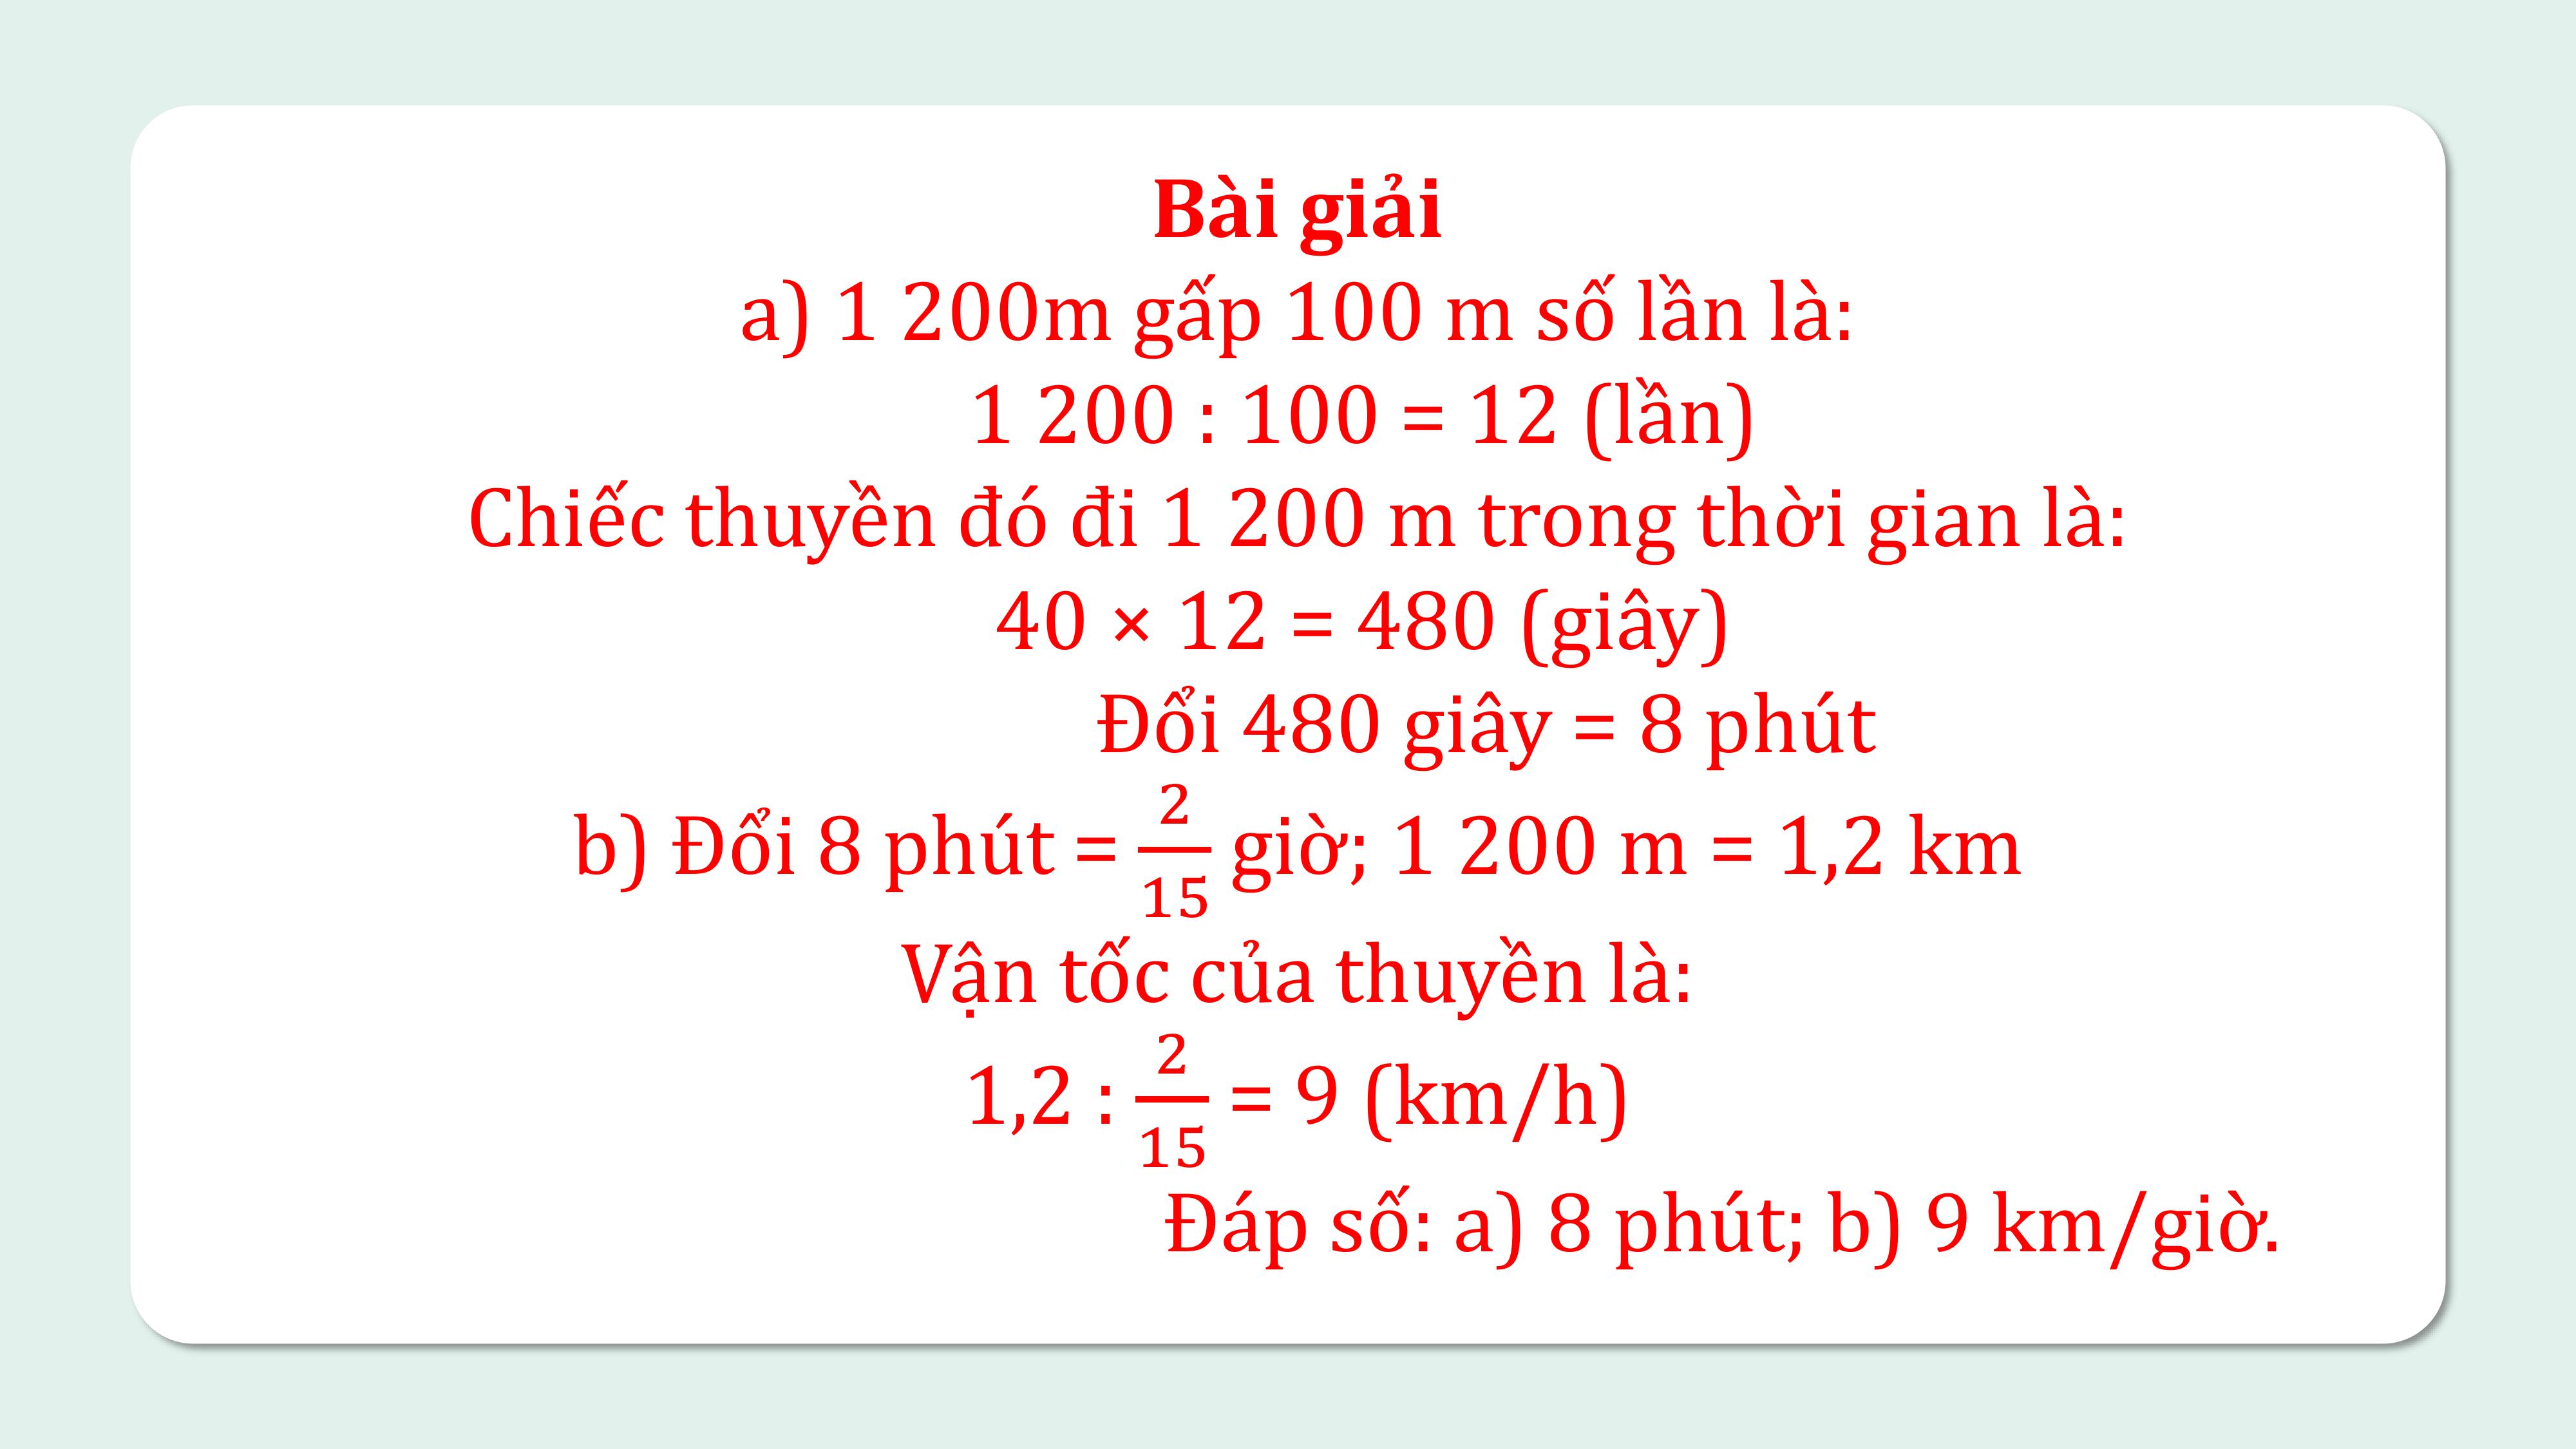 Bài giải
a) 1 200m gấp 100 m số lần là:
1 200 : 100 = 12 (lần)
Chiếc thuyền đó đi 1 200 m trong thời gian là:
40 × 12 = 480 (giây)
Đổi 480 giây = 8 phút
b) Đổi 8 phút = 2/15 giờ; 1 200 m = 1,2 km
Vận tốc của thuyền là:
1,2 : 2/15 = 9 (km/h)
Đáp số: a) 8 phút; b) 9 km/giờ.